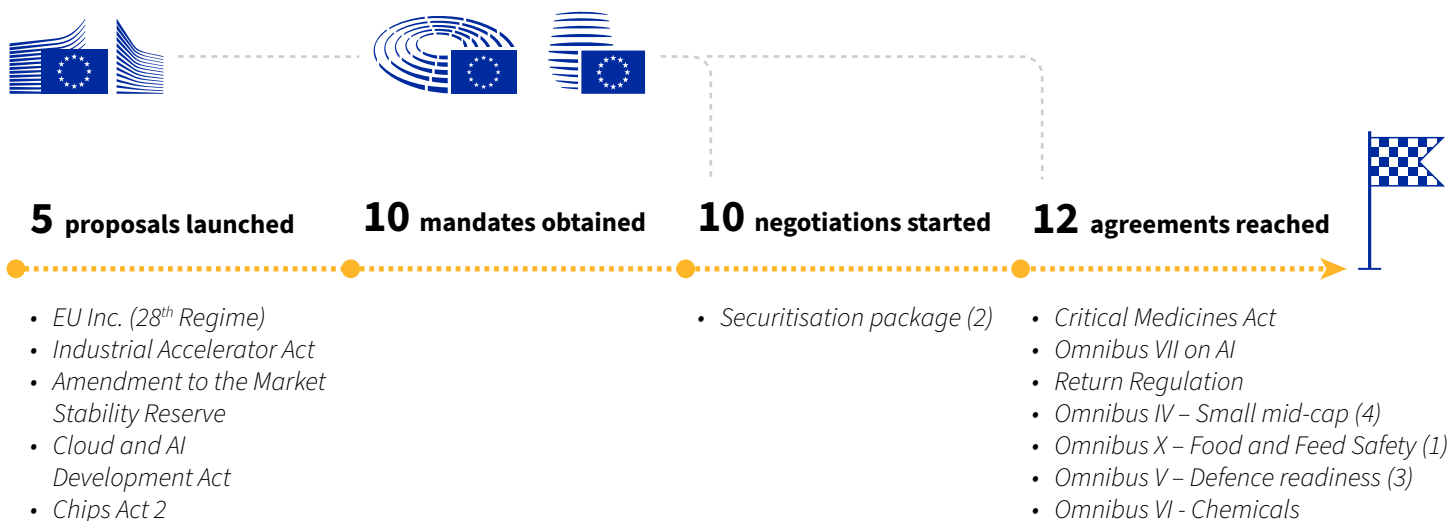 5 proposals launched
10 mandates obtained
10 negotiations started
12 agreements reached
• EU Inc. (28th Regime)
• Industrial Accelerator Act
• Amendment to the Market
Stability Reserve
• Cloud and AI
Development Act
• Chips Act 2
• Securitisation package (2)
• Critical Medicines Act
• Omnibus VII on AI
• Return Regulation
• Omnibus IV – Small mid-cap (4)
• Omnibus X – Food and Feed Safety (1)
• Omnibus V – Defence readiness (3)
• Omnibus VI - Chemicals